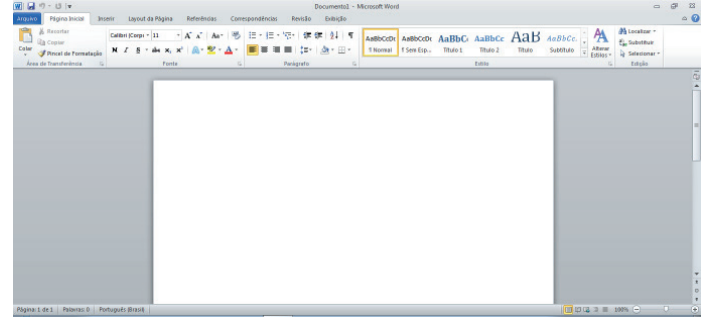 Documento1 - Microsoft Word
Arquivo Página Inicial Inserir Layout da Página Referências Correspondências Revisão Exibição
Colar
Recortar
Copiar
Pincel de Formatação
Área de Transferência
Calibri (Corpo 11
N I S abc x₂ x²
Fonte
Parágrafo
AaBbCcDc AaBbCcDc AaBbC AaBbCc AaB AaBbCc.
¶ Normal ¶ Sem Esp... Título 1 Título 2 Título Subtítulo
Alterar Estilos
Estilo
Localizar
Substituir
Selecionar
Edição
Página: 1 de 1 Palavras: 0 Português (Brasil) 100%